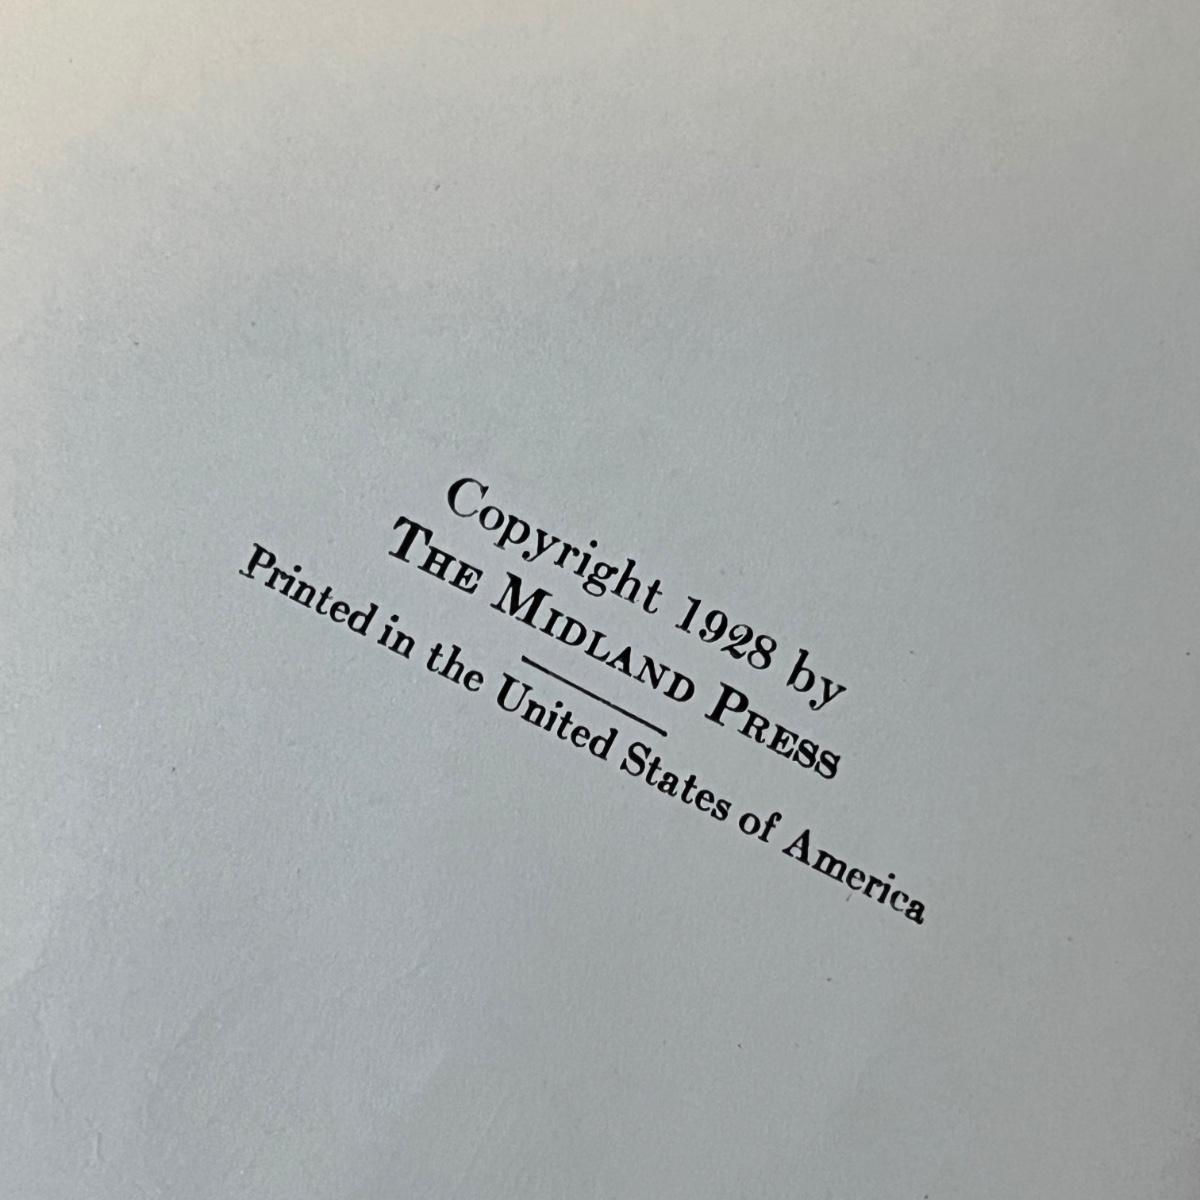 Copyright 1928 by
THE MIDLAND PRESS
Printed in the United States of America